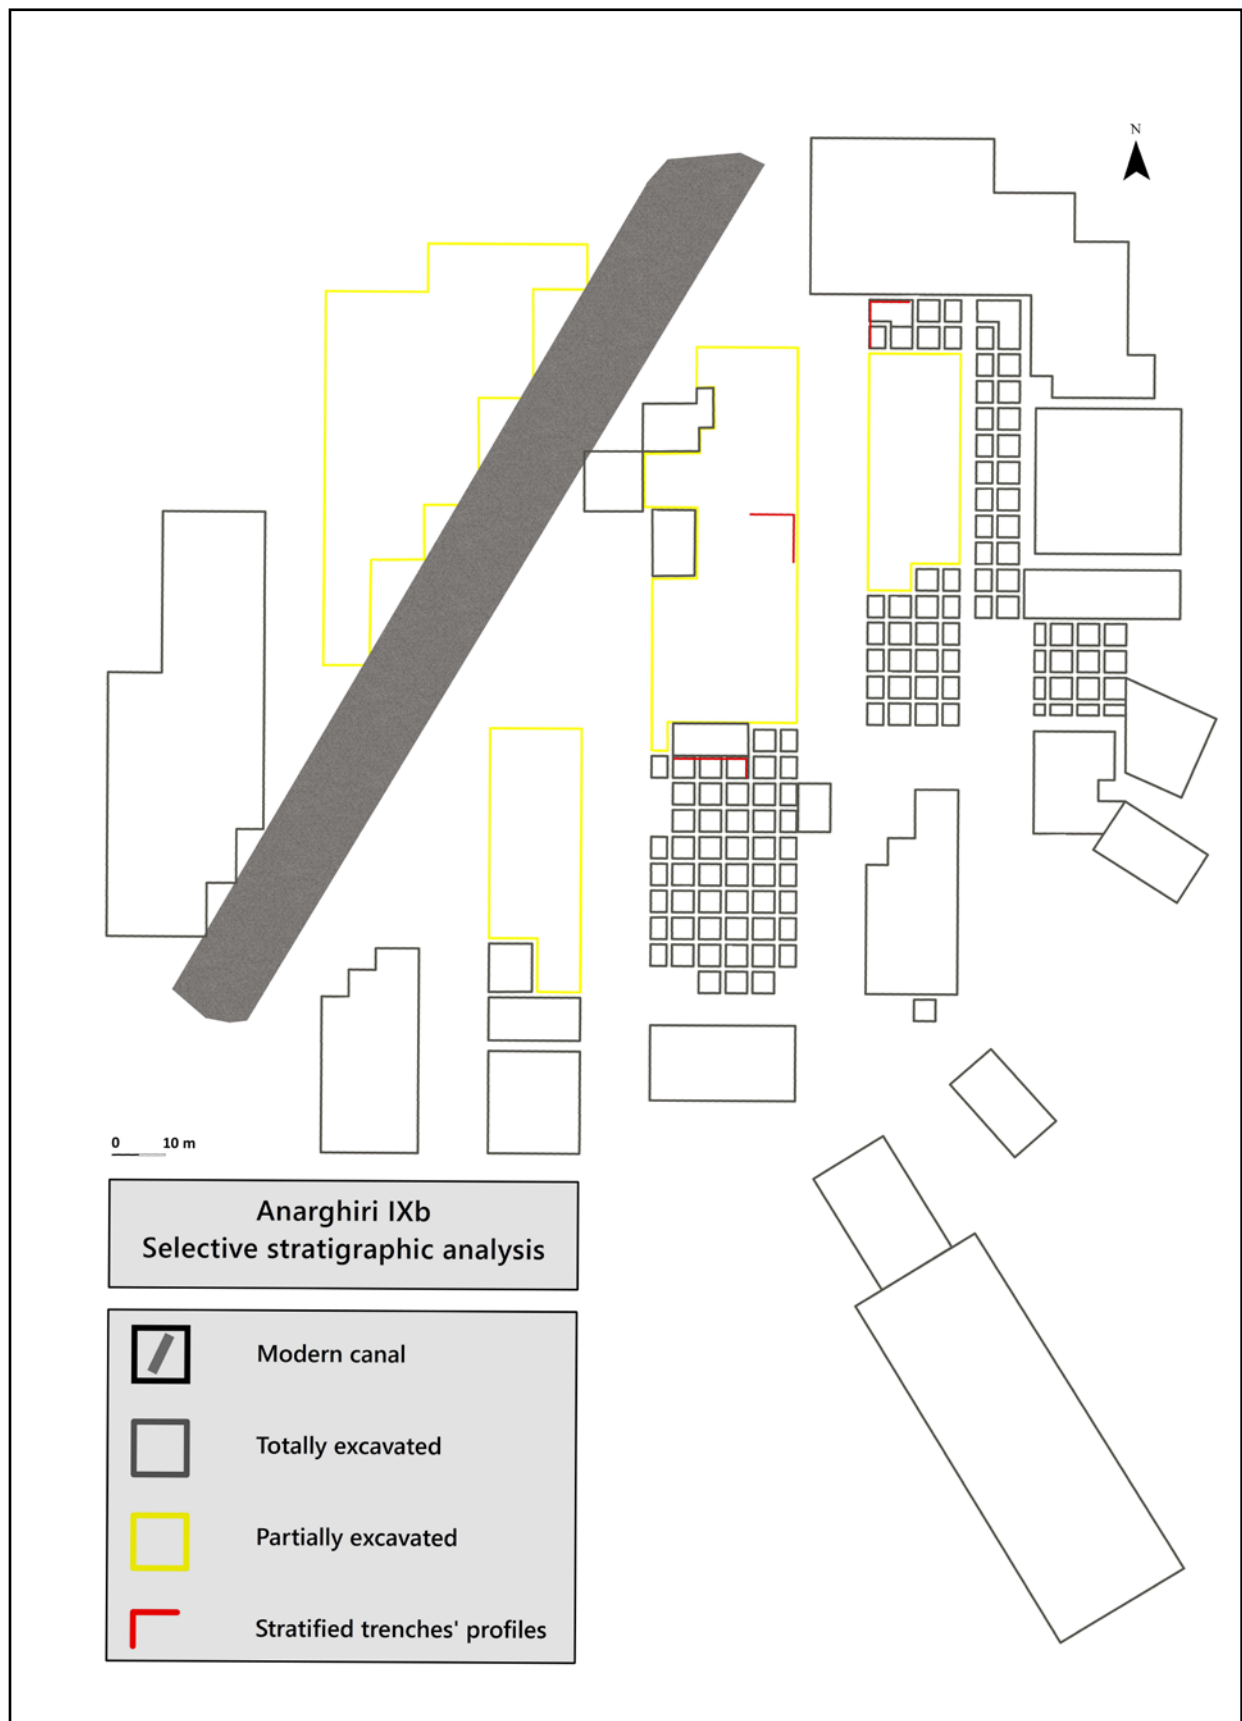 N
0 10 m
Anarghiri IXb
Selective stratigraphic analysis
Modern canal
Totally excavated
Partially excavated
Stratified trenches' profiles